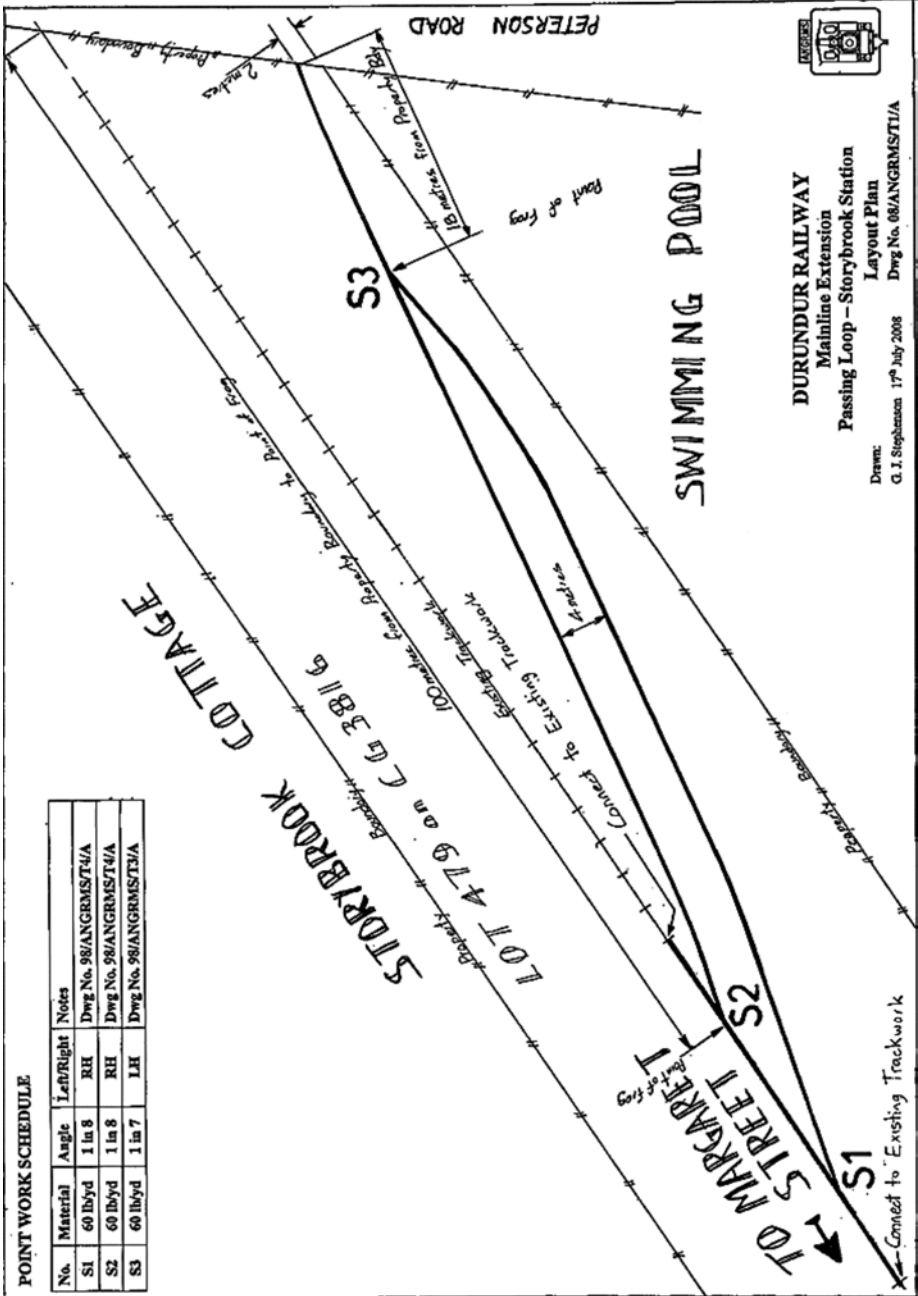 POINT WORK SCHEDULE
No. Material Angle Left/Right Notes
S1 60 lb/yd 1 in 8 RH Dwg No. 98/ANGRMS/T4/A
S2 60 lb/yd 1 in 8 RH Dwg No. 98/ANGRMS/T4/A
S3 60 lb/yd 1 in 7 LH Dwg No. 98/ANGRMS/T3/A
STORYBROOK COTTAGE
Property Boundary
LOT 479 on CG3816
100 metres from Property Boundary to Point of Frog
Existing Trackwork
Connect to Existing Trackwork
Property Boundary
2 metres
PETERSON ROAD
18 metres from Property Bdy
Point of Frog
S3
4 metres
SWIMMING POOL
Property Boundary
Point of Frog
S2
TO MARGARET
STREET
S1
Connect to Existing Trackwork
ANGRMS
DURUNDUR RAILWAY
Mainline Extension
Passing Loop – Storybrook Station
Layout Plan
Drawn:
G.J. Stephenson 17th July 2008 Dwg No. 08/ANGRMS/T1/A